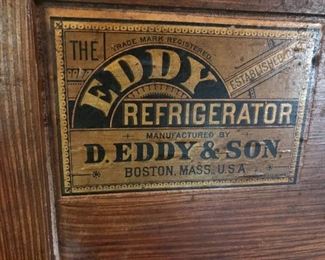 THE
TRADE MARK REGISTERED
EDDY
ESTABLISHED
REFRIGERATOR
MANUFACTURED BY
D. EDDY & SON.
BOSTON, MASS. U.S.A.